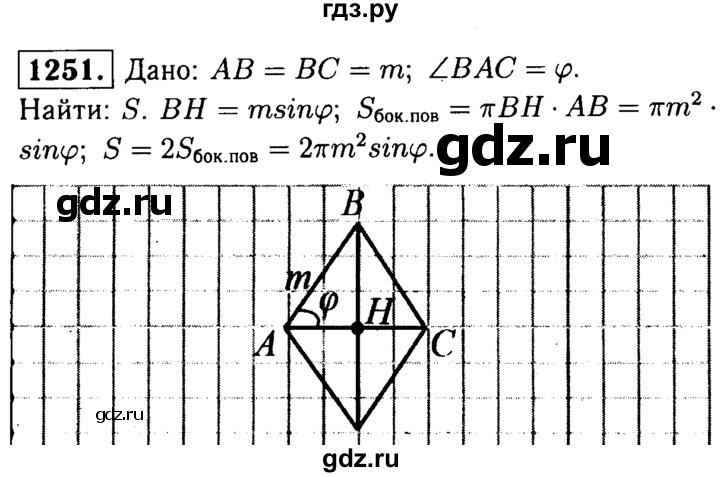 гдз.ру
1251. Дано: AB = BC = m; ∠BAC = φ.
Найти: S. BH = msinφ; Sбок.пов = πBH · AB = πm² ·
sinφ; S = 2Sбок.пов = 2πm²sinφ.
gdz.ru
gdz.ru
B
m
φ
H
A
C
gdz.ru
gdz.ru